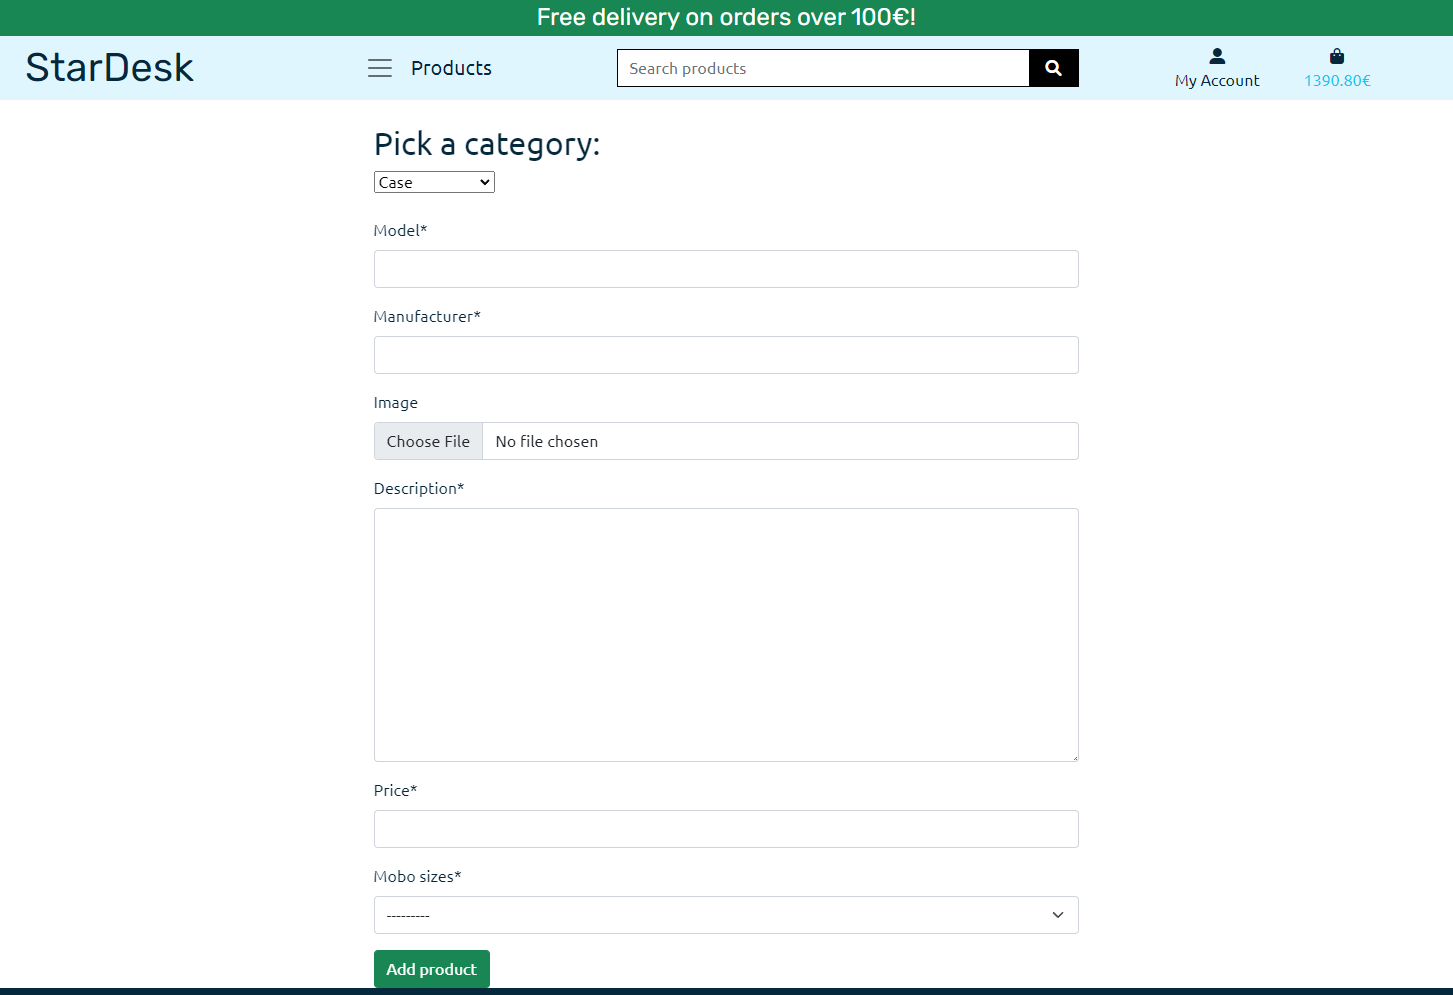 Free delivery on orders over 100€!
StarDesk
Products
Search products
My Account
1390.80€
Pick a category:
Case
Model*
Manufacturer*
Image
Choose File No file chosen
Description*
Price*
Mobo sizes*
---------
Add product